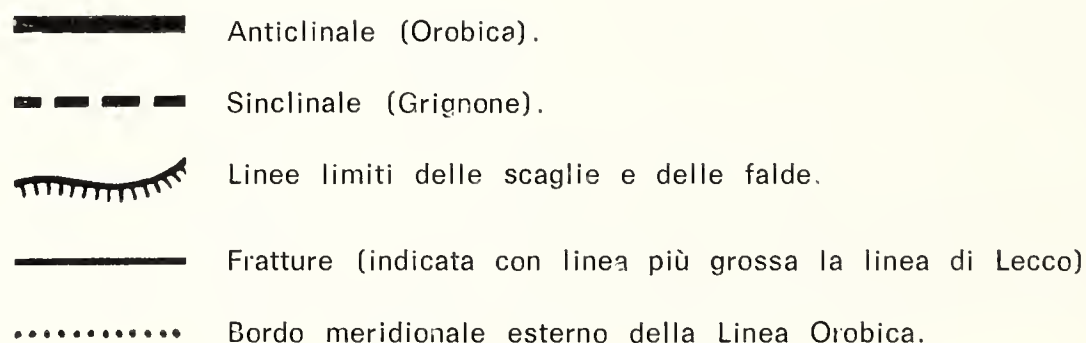 Anticlinale (Orobica).
Sinclinale (Grignone).
Linee limiti delle scaglie e delle falde.
Fratture (indicata con linea più grossa la linea di Lecco)
Bordo meridionale esterno della Linea Orobica.